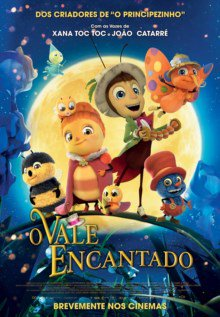 DOS CRIADORES DE "O PRINCIPEZINHO"
Com as Vozes de
XANA TOC TOC e JOÃO CATARRÉ
O VALE
ENCANTADO
BREVEMENTE NOS CINEMAS